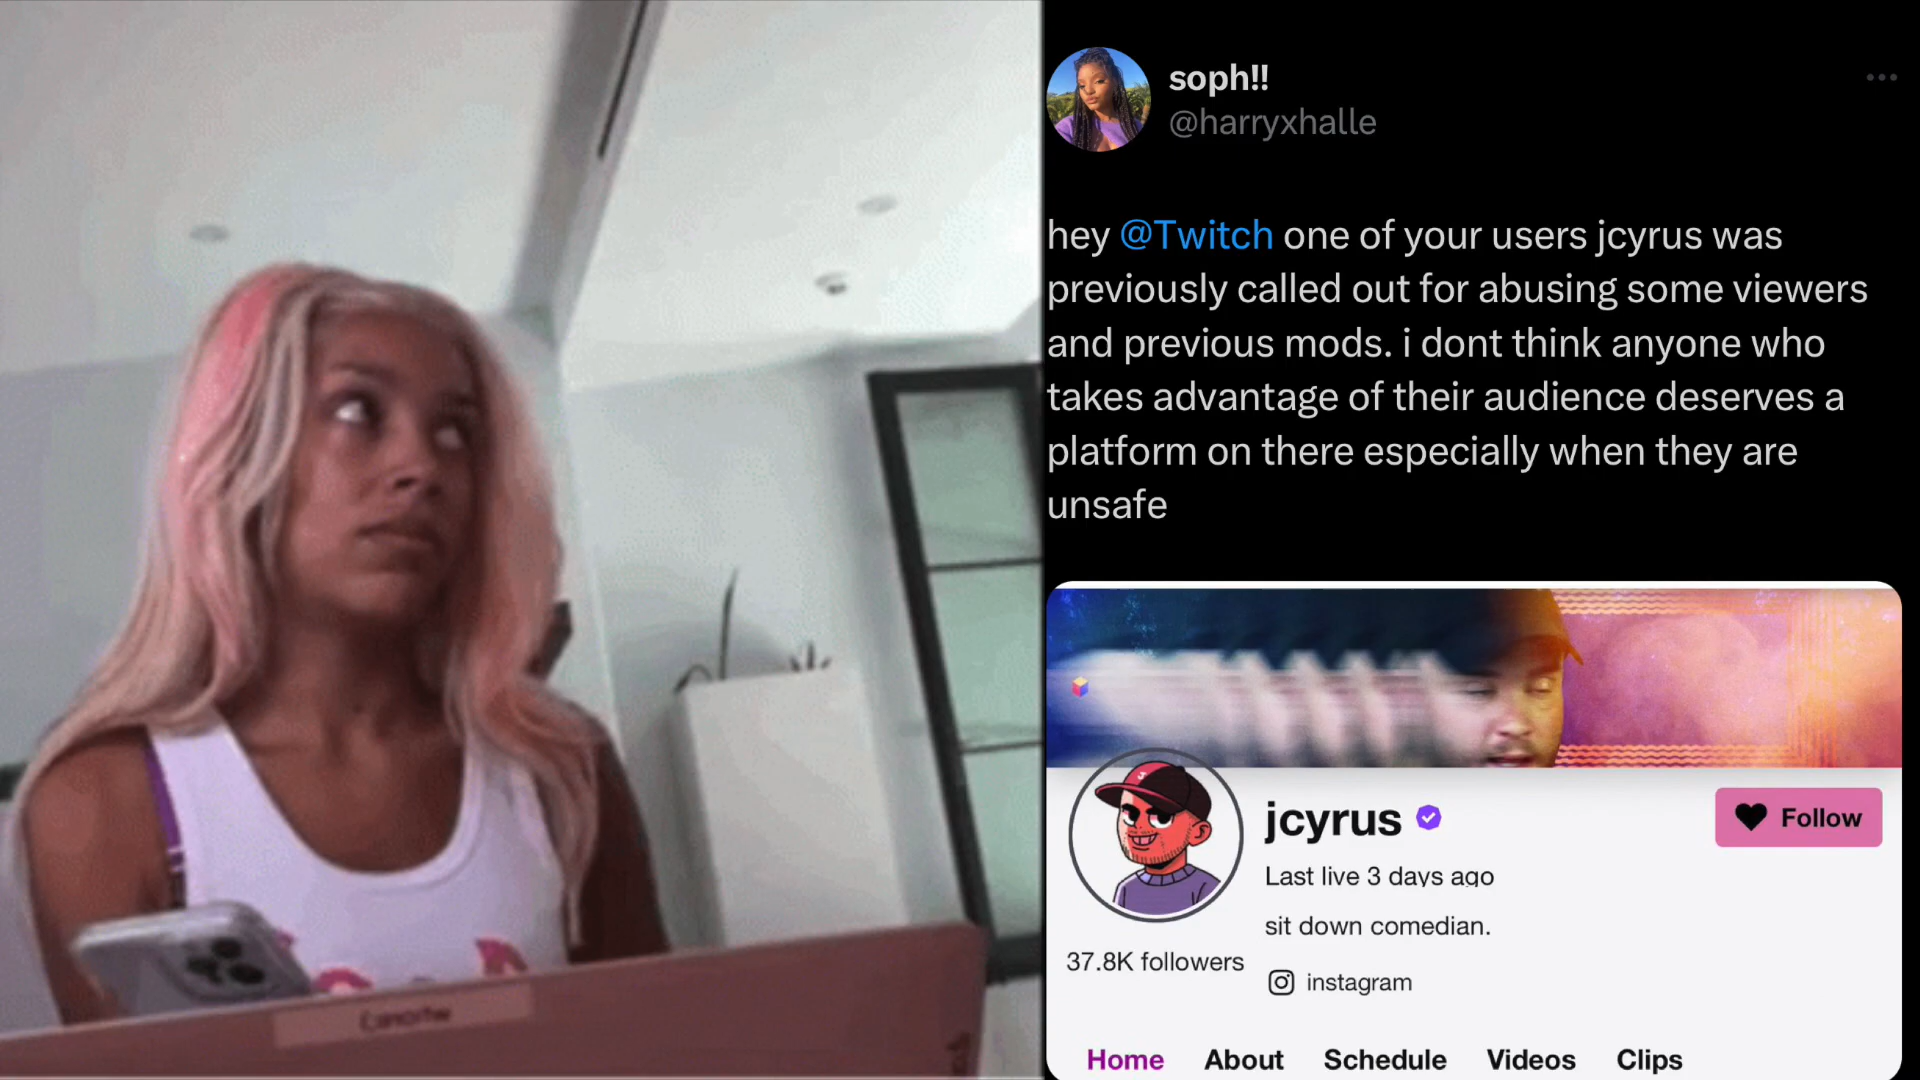 soph!!
@harryxhalle
hey @Twitch one of your users jcyrus was
previously called out for abusing some viewers
and previous mods. i dont think anyone who
takes advantage of their audience deserves a
platform on there especially when they are
unsafe
jcyrus
Follow
Last live 3 days ago
sit down comedian.
37.8K followers
instagram
Home About Schedule Videos Clips